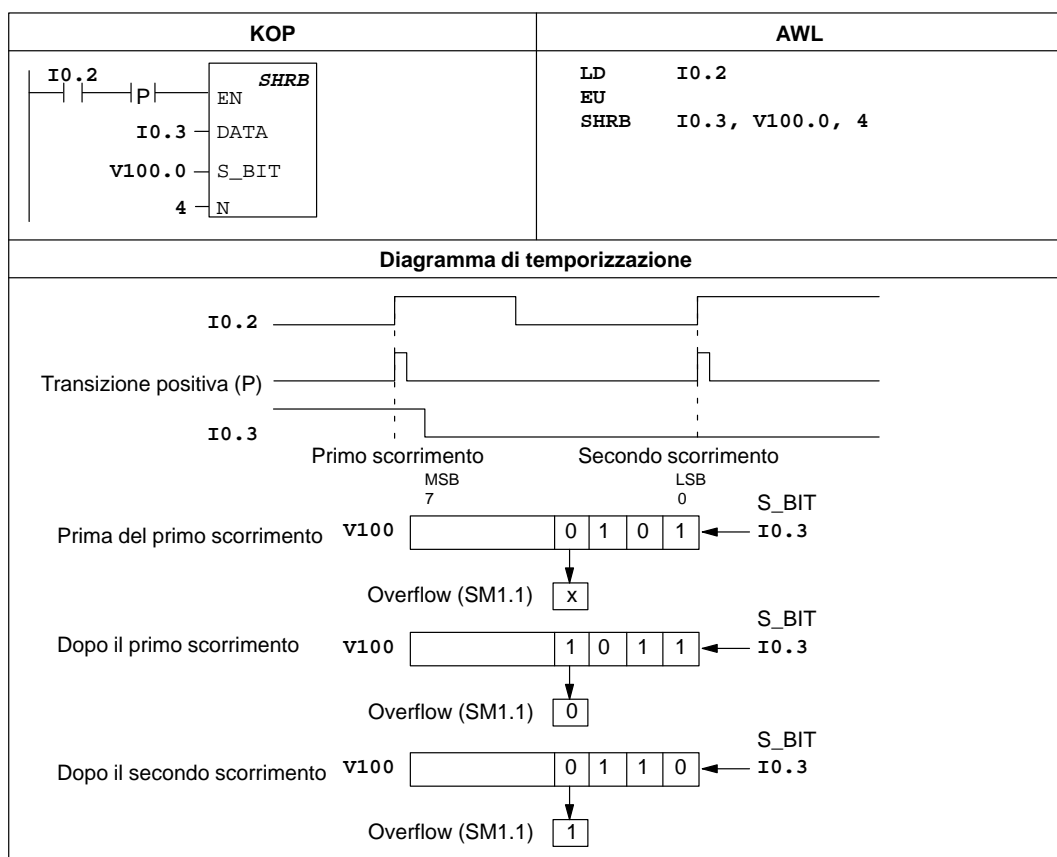 KOP
AWL
I0.2
P
SHRB
EN
I0.3
DATA
V100.0
S_BIT
4
N
LD I0.2
EU
SHRB I0.3, V100.0, 4
Diagramma di temporizzazione
I0.2
Transizione positiva (P)
I0.3
Primo scorrimento
Secondo scorrimento
MSB
7
LSB
0
S_BIT
Prima del primo scorrimento V100 0 1 0 1 I0.3
Overflow (SM1.1) x
S_BIT
Dopo il primo scorrimento V100 1 0 1 1 I0.3
Overflow (SM1.1) 0
S_BIT
Dopo il secondo scorrimento V100 0 1 1 0 I0.3
Overflow (SM1.1) 1